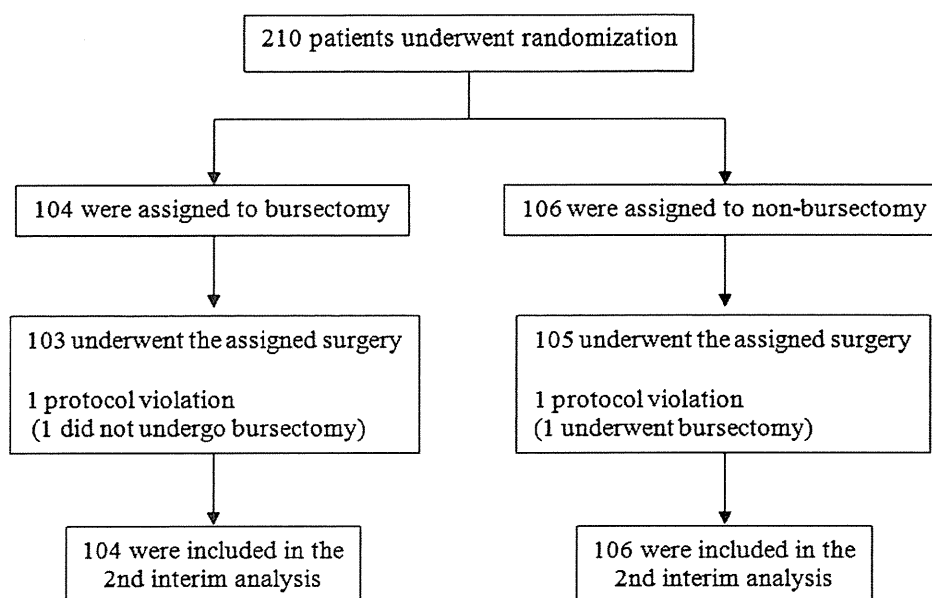 210 patients underwent randomization
104 were assigned to bursectomy
106 were assigned to non-bursectomy
103 underwent the assigned surgery
1 protocol violation
(1 did not undergo bursectomy)
105 underwent the assigned surgery
1 protocol violation
(1 underwent bursectomy)
104 were included in the
2nd interim analysis
106 were included in the
2nd interim analysis